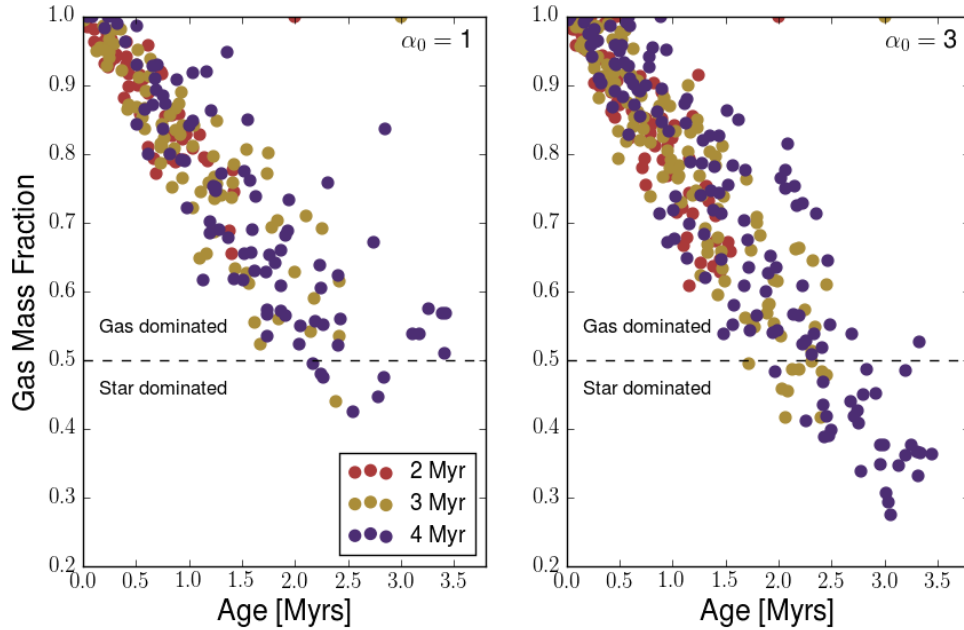 α₀ = 1
α₀ = 3
Gas Mass Fraction
1.0
0.9
0.8
0.7
0.6
0.5
0.4
0.3
0.2
Gas dominated
Star dominated
2 Myr
3 Myr
4 Myr
0.0 0.5 1.0 1.5 2.0 2.5 3.0 3.5
Age [Myrs]
1.0
0.9
0.8
0.7
0.6
0.5
0.4
0.3
0.2
Gas dominated
Star dominated
0.0 0.5 1.0 1.5 2.0 2.5 3.0 3.5
Age [Myrs]